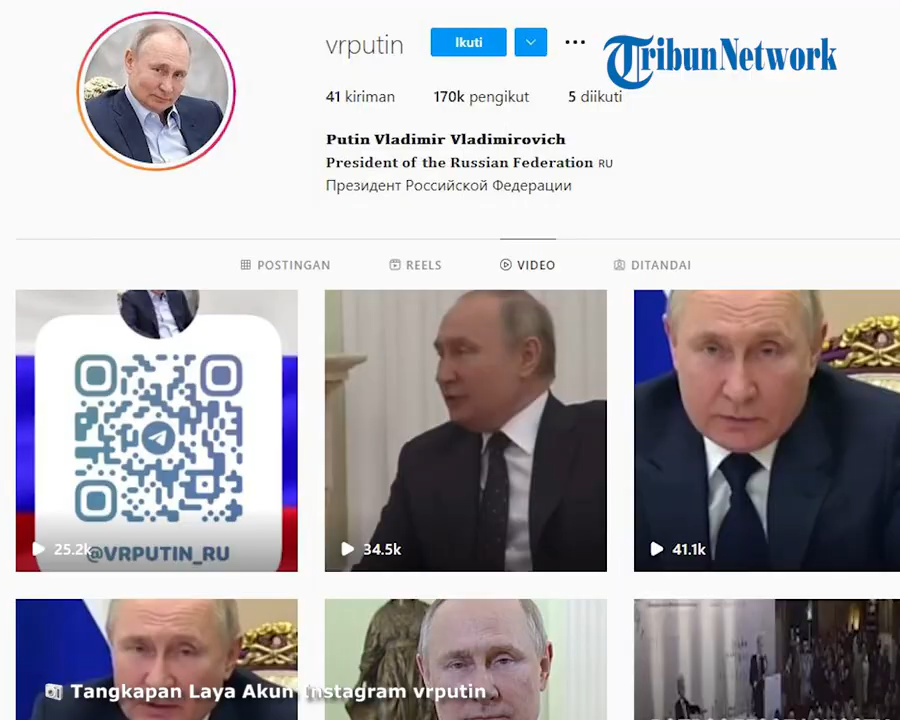 vrputin
Ikuti
TribunNetwork
41 kiriman 170k pengikut 5 diikuti
Putin Vladimir Vladimirovich
President of the Russian Federation RU
Президент Российской Федерации
POSTINGAN REELS VIDEO DITANDAI
25.2k
@VRPUTIN_RU
34.5k
41.1k
Tangkapan Laya Akun Instagram vrputin